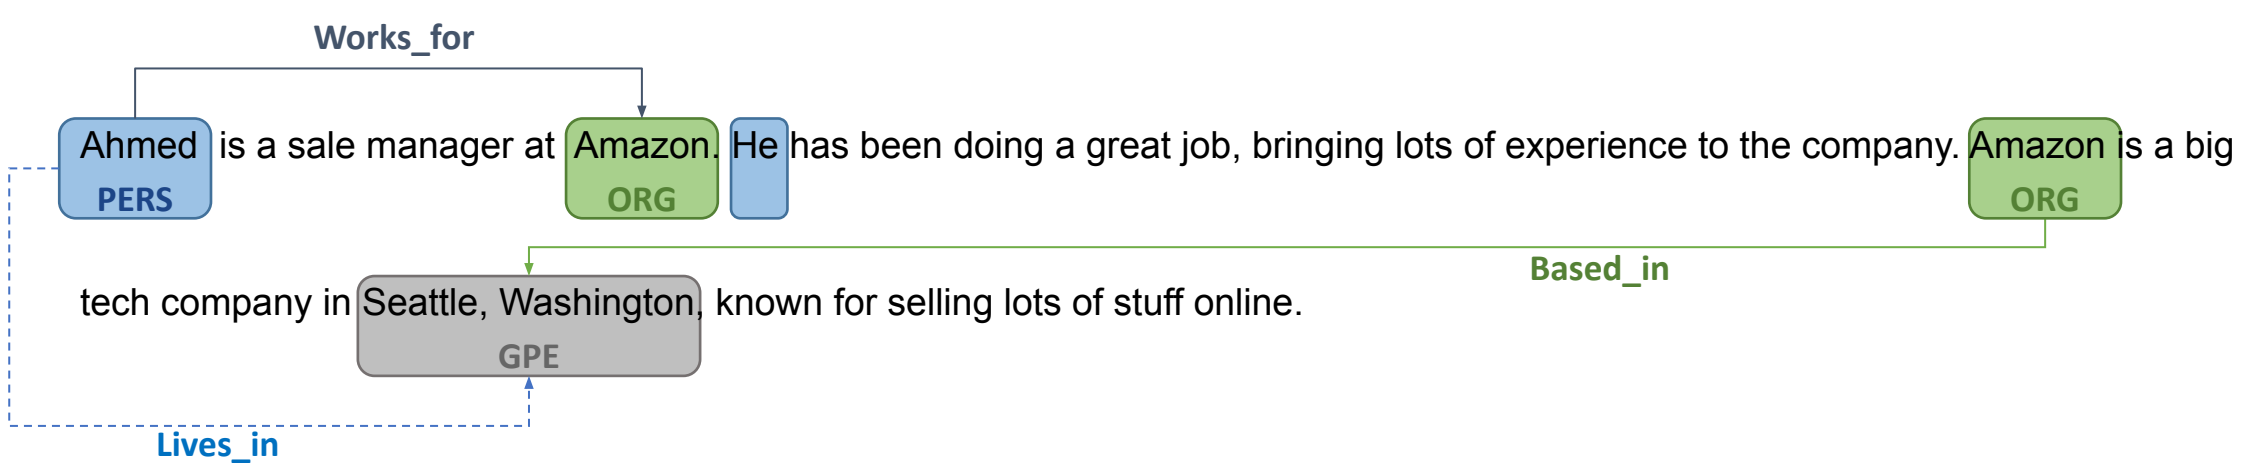 Works_for
Ahmed is a sale manager at Amazon. He has been doing a great job, bringing lots of experience to the company. Amazon is a big
PERS ORG ORG
Based_in
tech company in Seattle, Washington, known for selling lots of stuff online.
GPE
Lives_in